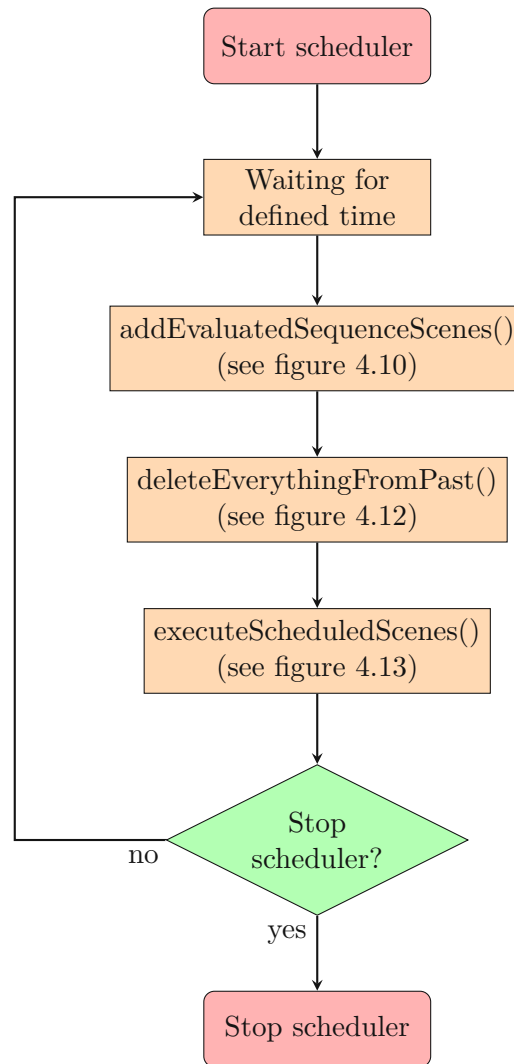 Start scheduler
Waiting for
defined time
addEvaluatedSequenceScenes()
(see figure 4.10)
deleteEverythingFromPast()
(see figure 4.12)
executeScheduledScenes()
(see figure 4.13)
Stop
scheduler?
no
yes
Stop scheduler